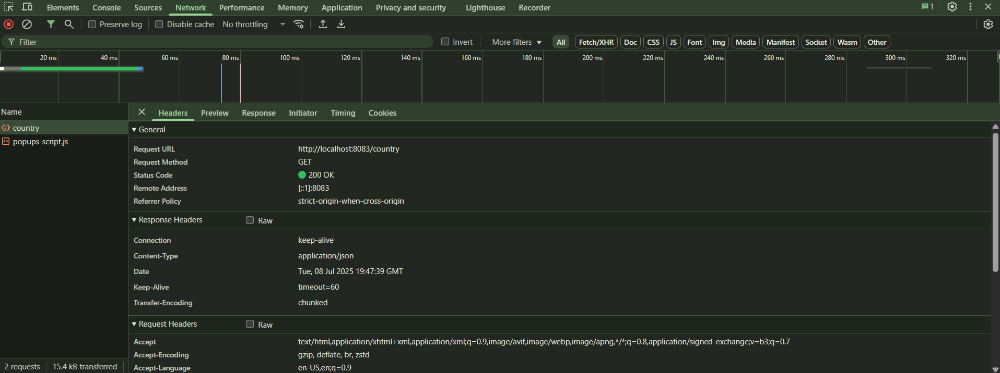 Elements Console Sources Network Performance Memory Application Privacy and security Lighthouse Recorder 1
Preserve log Disable cache No throttling
Filter Invert More filters All Fetch/XHR Doc CSS JS Font Img Media Manifest Socket Wasm Other
20 ms 40 ms 60 ms 80 ms 100 ms 120 ms 140 ms 160 ms 180 ms 200 ms 220 ms 240 ms 260 ms 280 ms 300 ms 320 ms
Name
country
popups-script.js
2 requests 15.4 kB transferred
Headers Preview Response Initiator Timing Cookies
General
Request URL http://localhost:8083/country
Request Method GET
Status Code 200 OK
Remote Address [::1]:8083
Referrer Policy strict-origin-when-cross-origin
Response Headers Raw
Connection keep-alive
Content-Type application/json
Date Tue, 08 Jul 2025 19:47:39 GMT
Keep-Alive timeout=60
Transfer-Encoding chunked
Request Headers Raw
Accept text/html,application/xhtml+xml,application/xml;q=0.9,image/avif,image/webp,image/apng,*/*;q=0.8,application/signed-exchange;v=b3;q=0.7
Accept-Encoding gzip, deflate, br, zstd
Accept-Language en-US,en;q=0.9